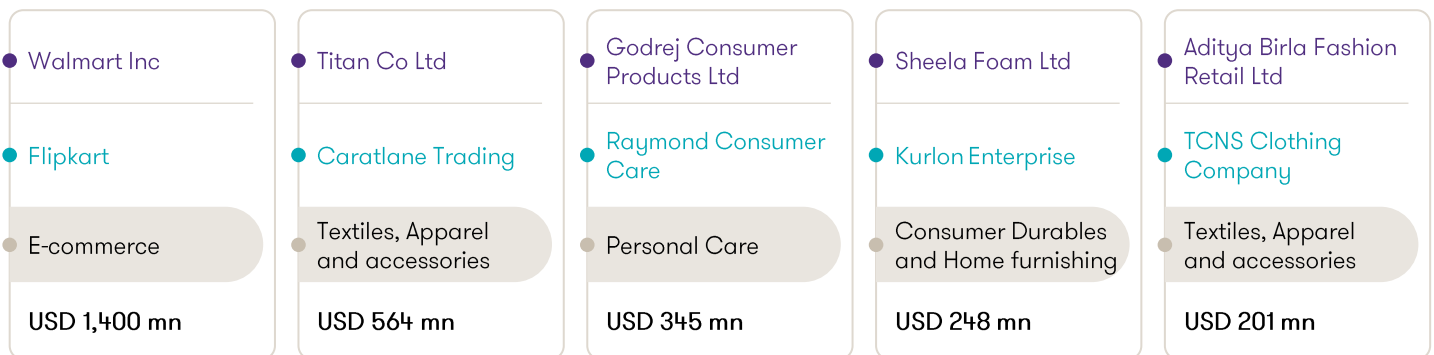 Walmart Inc
Flipkart
E-commerce
USD 1,400 mn
Titan Co Ltd
Caratlane Trading
Textiles, Apparel
and accessories
USD 564 mn
Godrej Consumer
Products Ltd
Raymond Consumer
Care
Personal Care
USD 345 mn
Sheela Foam Ltd
Kurlon Enterprise
Consumer Durables
and Home furnishing
USD 248 mn
Aditya Birla Fashion
Retail Ltd
TCNS Clothing
Company
Textiles, Apparel
and accessories
USD 201 mn